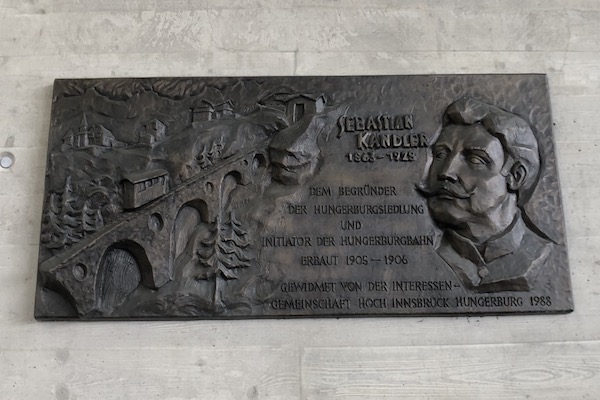 SEBASTIAN
KANDLER
1863–1928
DEM BEGRÜNDER
DER HUNGERBURGSIEDLUNG
UND
INITIATOR DER HUNGERBURGBAHN
ERBAUT 1905–1906
GEWIDMET VON DER INTERESSEN–
GEMEINSCHAFT HOCH INNSBRUCK HUNGERBURG 1988